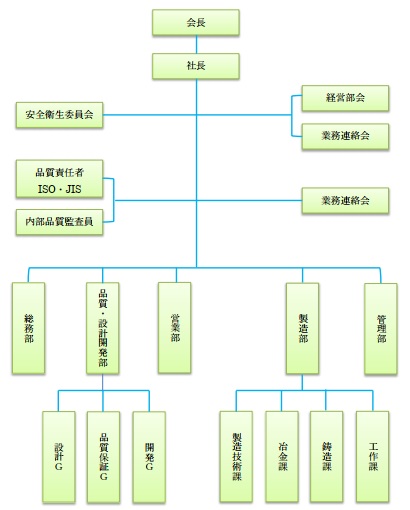 会長
社長
経営部会
安全衛生委員会
業務連絡会
品質責任者
ISO・JIS
業務連絡会
内部品質監査員
総務部
品質・設計
開発部
営業部
製造部
管理部
設計G
品質保証G
開発G
製造技術課
冶金課
鋳造課
工作課